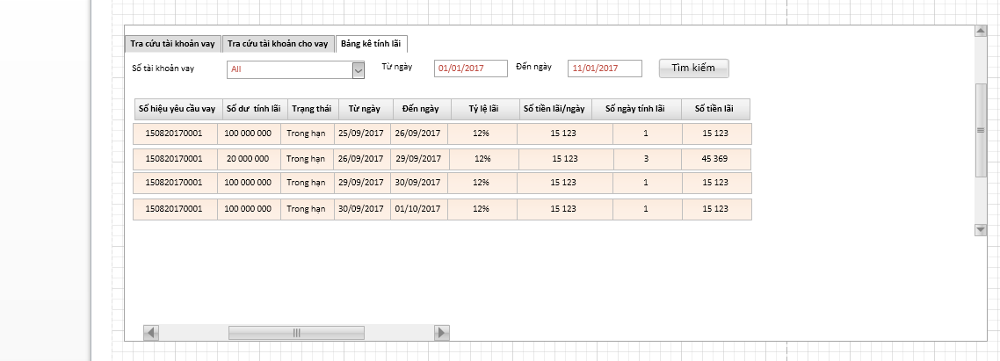 Tra cứu tài khoản vay Tra cứu tài khoản cho vay Bảng kê tính lãi
Số tài khoản vay All Từ ngày 01/01/2017 Đến ngày 11/01/2017 Tìm kiếm
Số hiệu yêu cầu vay Số dư tính lãi Trạng thái Từ ngày Đến ngày Tỷ lệ lãi Số tiền lãi/ngày Số ngày tính lãi Số tiền lãi
150820170001 100 000 000 Trong hạn 25/09/2017 26/09/2017 12% 15 123 1 15 123
150820170001 20 000 000 Trong hạn 26/09/2017 29/09/2017 12% 15 123 3 45 369
150820170001 100 000 000 Trong hạn 29/09/2017 30/09/2017 12% 15 123 1 15 123
150820170001 100 000 000 Trong hạn 30/09/2017 01/10/2017 12% 15 123 1 15 123